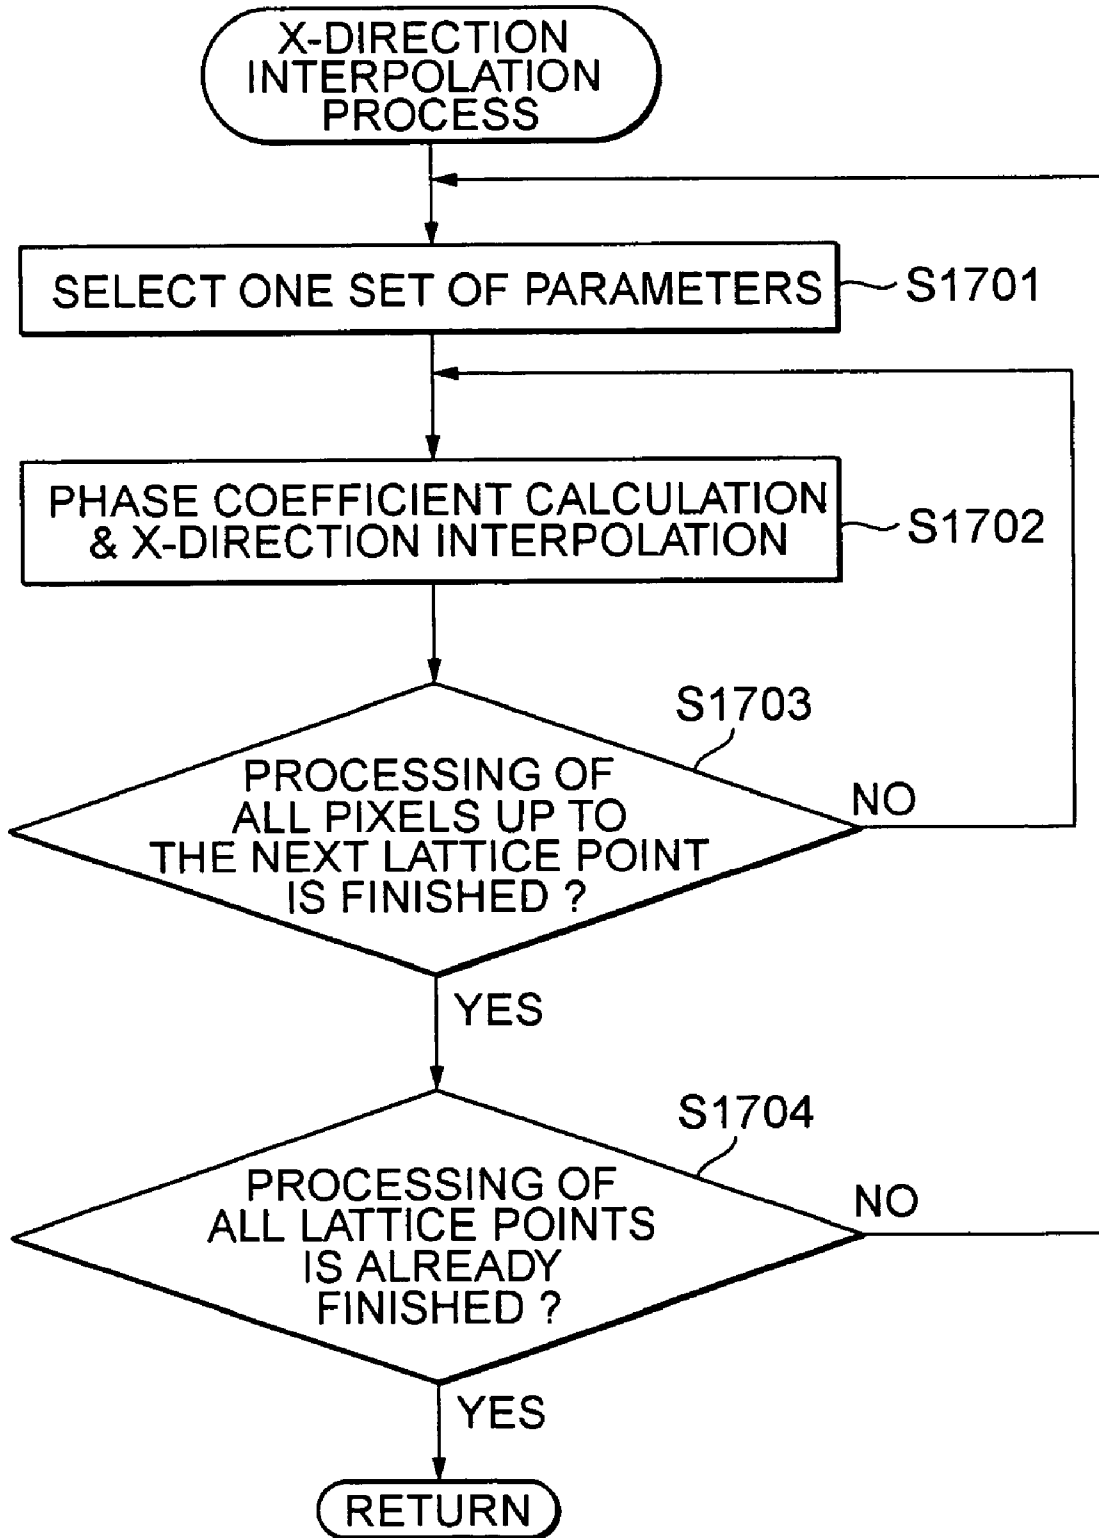 X-DIRECTION
INTERPOLATION
PROCESS
SELECT ONE SET OF PARAMETERS
S1701
PHASE COEFFICIENT CALCULATION
& X-DIRECTION INTERPOLATION
S1702
S1703
PROCESSING OF
ALL PIXELS UP TO
THE NEXT LATTICE POINT
IS FINISHED ?
NO
YES
S1704
PROCESSING OF
ALL LATTICE POINTS
IS ALREADY
FINISHED ?
NO
YES
RETURN